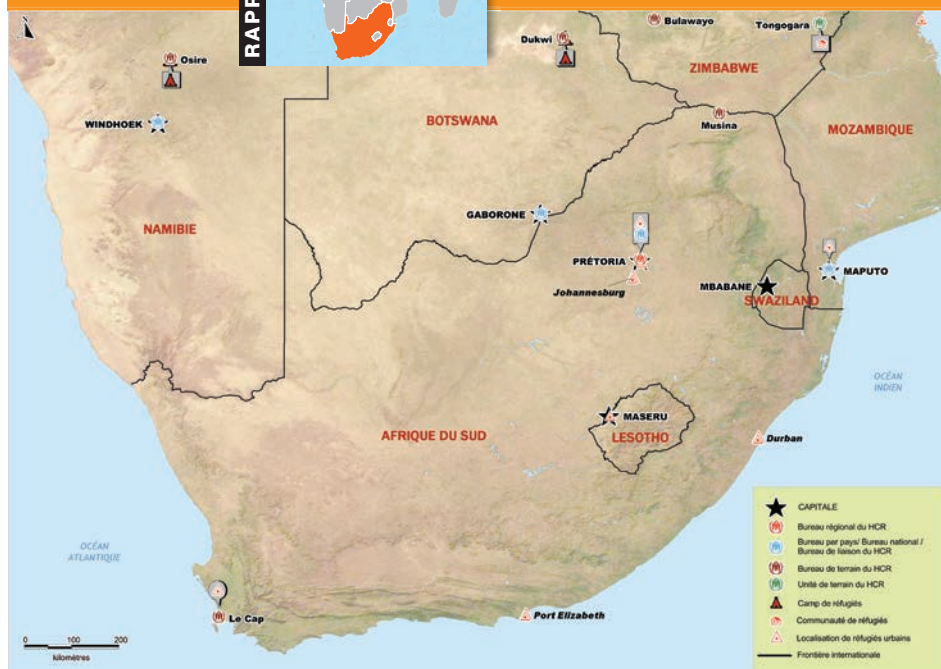 RAPP
Bulawayo
Tongogara
Osire
Dukwi
ZIMBABWE
WINDHOEK
BOTSWANA
Musina
MOZAMBIQUE
GABORONE
NAMIBIE
PRÉTORIA
MAPUTO
Johannesburg
MBABANE
SWAZILAND
OCÉAN
INDIEN
MASERU
AFRIQUE DU SUD
LESOTHO
Durban
OCÉAN
ATLANTIQUE
Le Cap
Port Elizabeth
0 100 200
kilomètres
CAPITALE
Bureau régional du HCR
Bureau par pays/ Bureau national /
Bureau de liaison du HCR
Bureau de terrain du HCR
Unité de terrain du HCR
Camp de réfugiés
Communauté de réfugiés
Localisation de réfugiés urbains
Frontière internationale